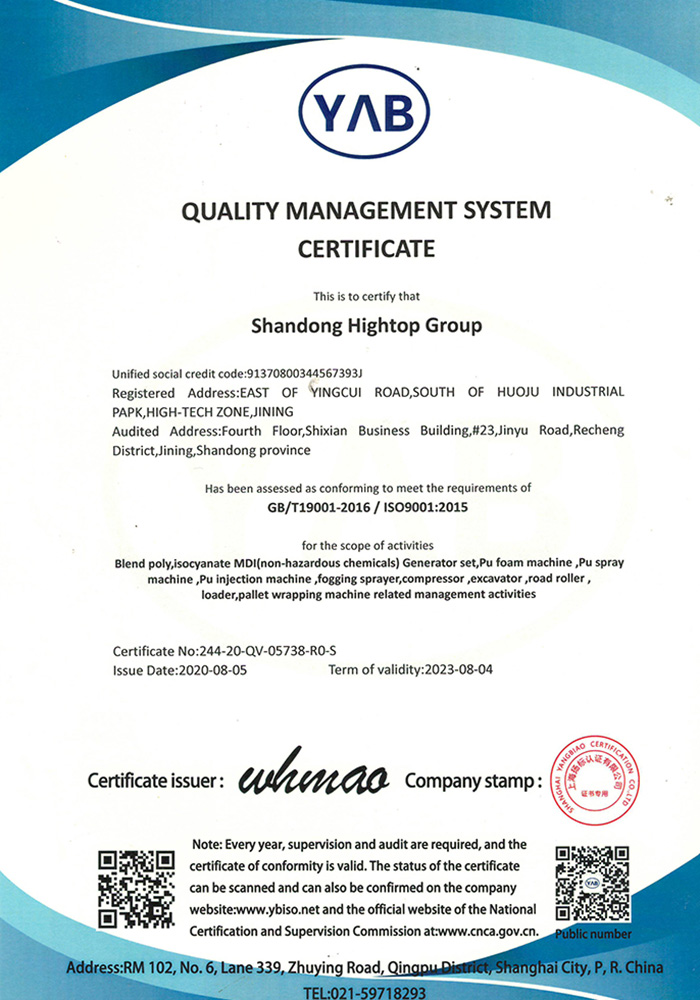 YAB
QUALITY MANAGEMENT SYSTEM
CERTIFICATE
This is to certify that
Shandong Hightop Group
Unified social credit code:91370800344567393J
Registered Address:EAST OF YINGCUI ROAD,SOUTH OF HUOJU INDUSTRIAL
PAPK,HIGH-TECH ZONE,JINING
Audited Address:Fourth Floor,Shixian Business Building,#23,Jinyu Road,Recheng
District,Jining,Shandong province
Has been assessed as conforming to meet the requirements of
GB/T19001-2016 / ISO9001:2015
for the scope of activities
Blend poly,isocyanate MDI(non-hazardous chemicals) Generator set,Pu foam machine ,Pu spray
machine ,Pu injection machine ,fogging sprayer,compressor ,excavator ,road roller ,
loader,pallet wrapping machine related management activities
Certificate No:244-20-QV-05738-R0-S
Issue Date:2020-08-05 Term of validity:2023-08-04
Certificate issuer : whmao Company stamp :
SHANGHAI YANGBIAO CERTIFICATION CO.,LTD
上海扬标认证有限公司
证书专用
Note: Every year, supervision and audit are required, and the
certificate of conformity is valid. The status of the certificate
can be scanned and can also be confirmed on the company
website:www.ybiso.net and the official website of the National
Certification and Supervision Commission at:www.cnca.gov.cn.
YAB
Public number
Address:RM 102, No. 6, Lane 339, Zhuying Road, Qingpu District, Shanghai City, P, R. China
TEL:021-59718293